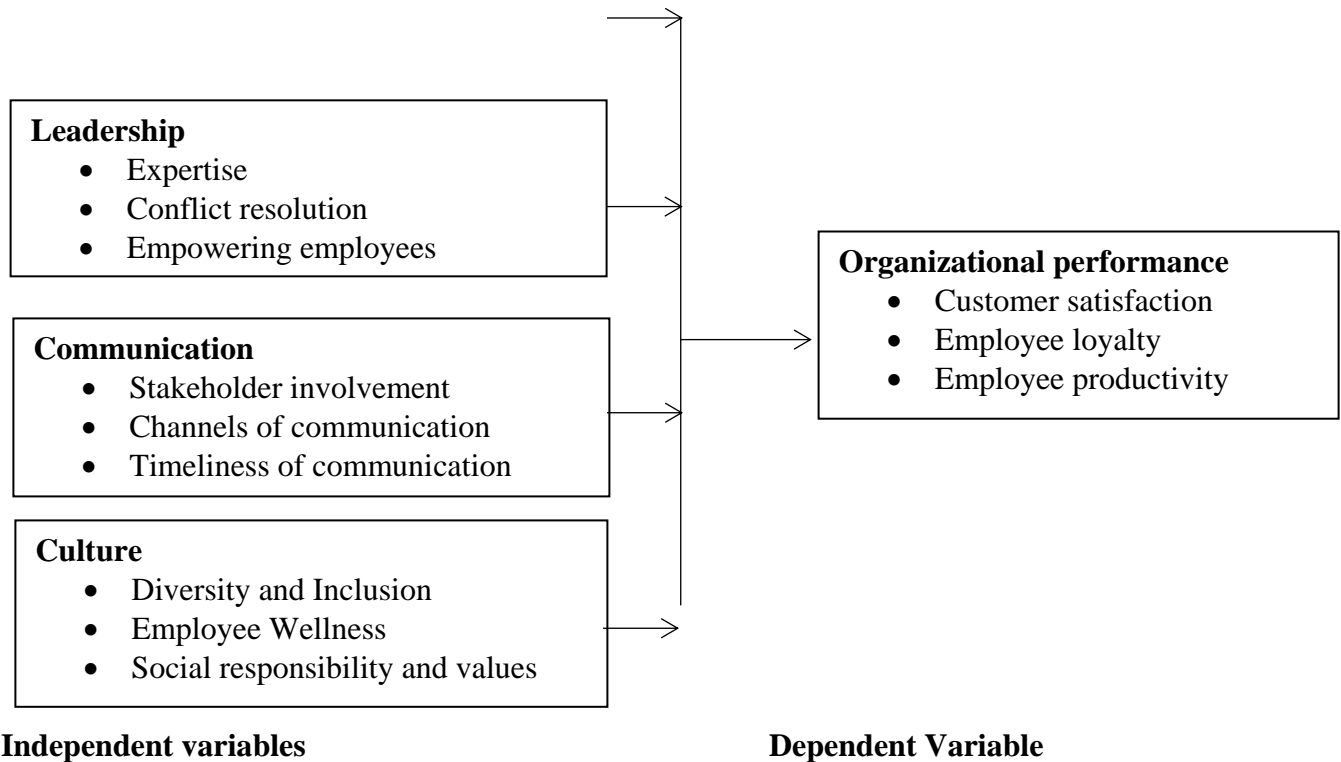 Leadership
• Expertise
• Conflict resolution
• Empowering employees
Communication
• Stakeholder involvement
• Channels of communication
• Timeliness of communication
Culture
• Diversity and Inclusion
• Employee Wellness
• Social responsibility and values
Organizational performance
• Customer satisfaction
• Employee loyalty
• Employee productivity
Independent variables
Dependent Variable